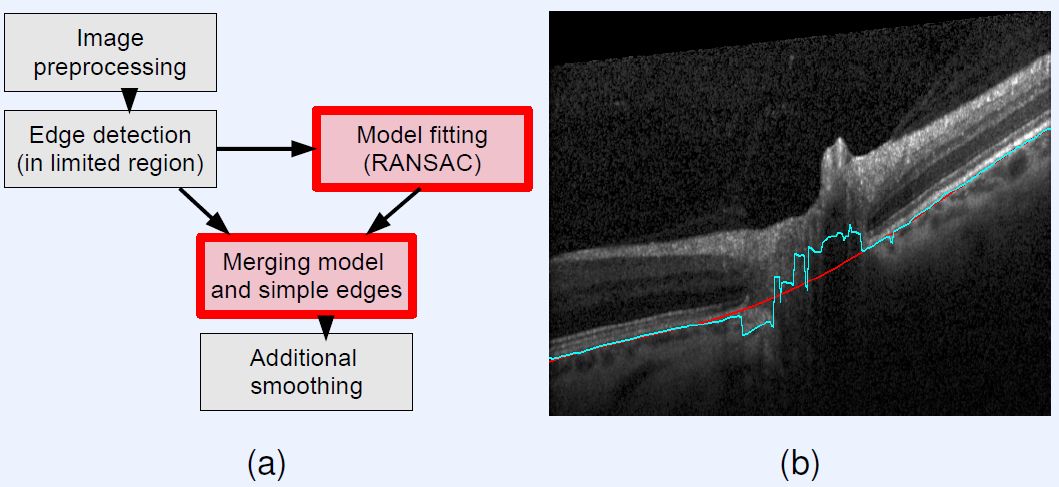 Image
preprocessing
Edge detection
(in limited region)
Model fitting
(RANSAC)
Merging model
and simple edges
Additional
smoothing
(a)
(b)